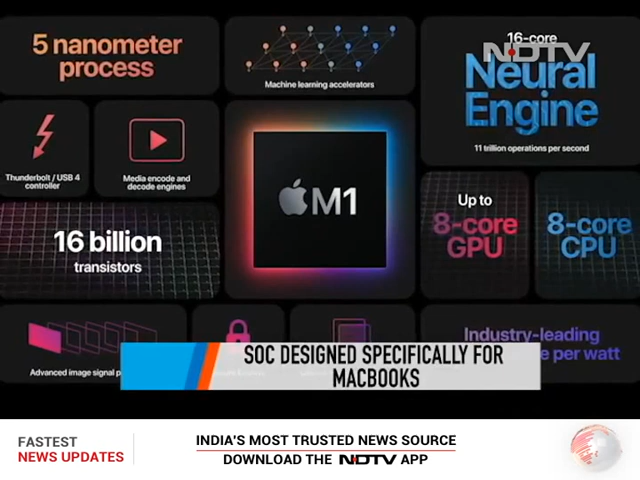 5 nanometer
process
Machine learning accelerators
16-core
NDTV
Neural
Engine
11 trillion operations per second
Thunderbolt / USB 4
controller
Media encode and
decode engines
M1
Up to
8-core
GPU
8-core
CPU
16 billion
transistors
Advanced image signal
Industry-leading
per watt
SOC DESIGNED SPECIFICALLY FOR
MACBOOKS
FASTEST
NEWS UPDATES
INDIA'S MOST TRUSTED NEWS SOURCE
DOWNLOAD THE NDTV APP